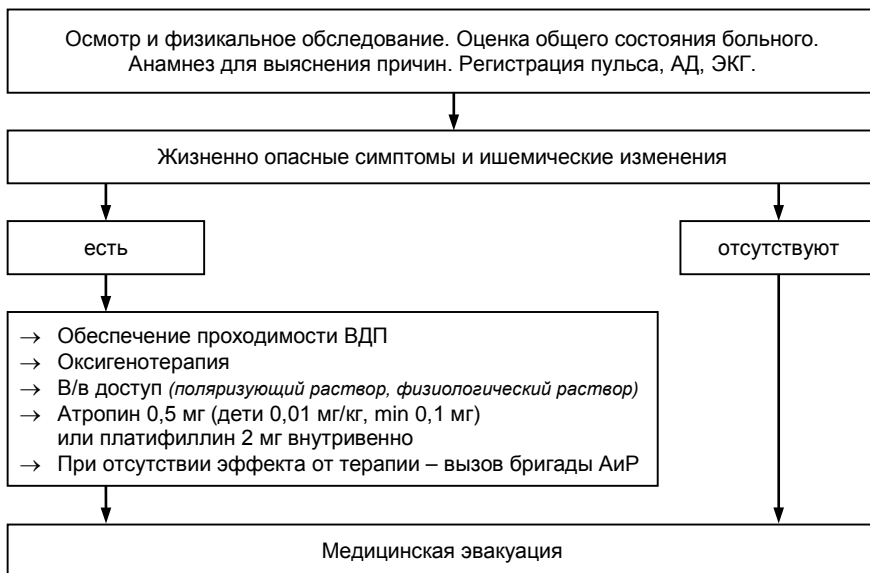 Осмотр и физикальное обследование. Оценка общего состояния больного.
Анамнез для выяснения причин. Регистрация пульса, АД, ЭКГ.
Жизненно опасные симптомы и ишемические изменения
есть
отсутствуют
→ Обеспечение проходимости ВДП
→ Оксигенотерапия
→ В/в доступ (поляризующий раствор, физиологический раствор)
→ Атропин 0,5 мг (дети 0,01 мг/кг, min 0,1 мг)
или платифиллин 2 мг внутривенно
→ При отсутствии эффекта от терапии – вызов бригады АиР
Медицинская эвакуация